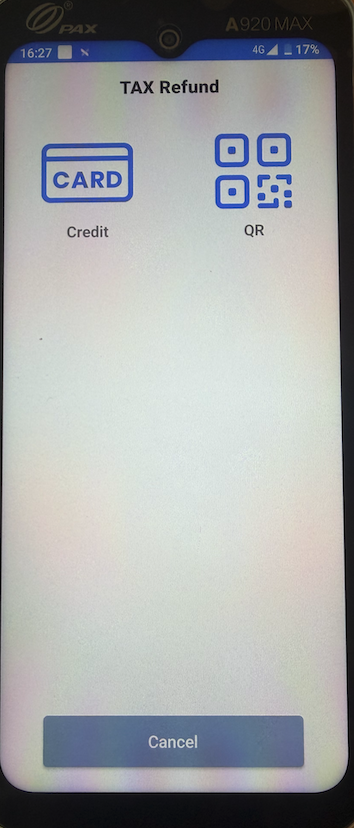 PAX
A920 MAX
16:27
4G 17%
TAX Refund
CARD
Credit
QR
Cancel